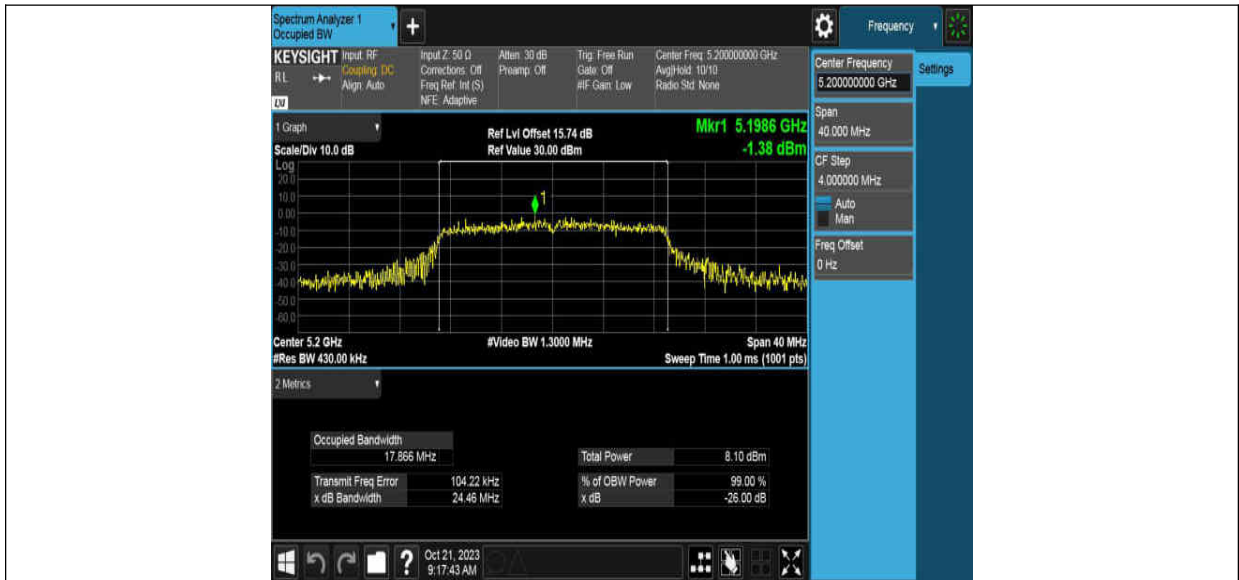 Spectrum Analyzer 1
Occupied BW
+
Frequency
KEYSIGHT
RL
LXI
Input: RF
Coupling: DC
Align: Auto
Input Z: 50 Ω
Corrections: Off
Freq Ref: Int (S)
NFE: Adaptive
Atten: 30 dB
Preamp: Off
Trig: Free Run
Gate: Off
#IF Gain: Low
Center Freq: 5.200000000 GHz
Avg|Hold: 10/10
Radio Std: None
Center Frequency
5.200000000 GHz
Settings
Span
40.000 MHz
CF Step
4.000000 MHz
Auto
Man
Freq Offset
0 Hz
1 Graph
Scale/Div 10.0 dB
Ref Lvl Offset 15.74 dB
Ref Value 30.00 dBm
Mkr1 5.1986 GHz
-1.38 dBm
Log
20.0
10.0
0.00
-10.0
-20.0
-30.0
-40.0
-50.0
-60.0
1
Center 5.2 GHz
#Res BW 430.00 kHz
#Video BW 1.3000 MHz
Span 40 MHz
Sweep Time 1.00 ms (1001 pts)
2 Metrics
Occupied Bandwidth
17.866 MHz
Total Power 8.10 dBm
Transmit Freq Error 104.22 kHz
% of OBW Power 99.00 %
x dB Bandwidth 24.46 MHz
x dB -26.00 dB
?
Oct 21, 2023
9:17:43 AM